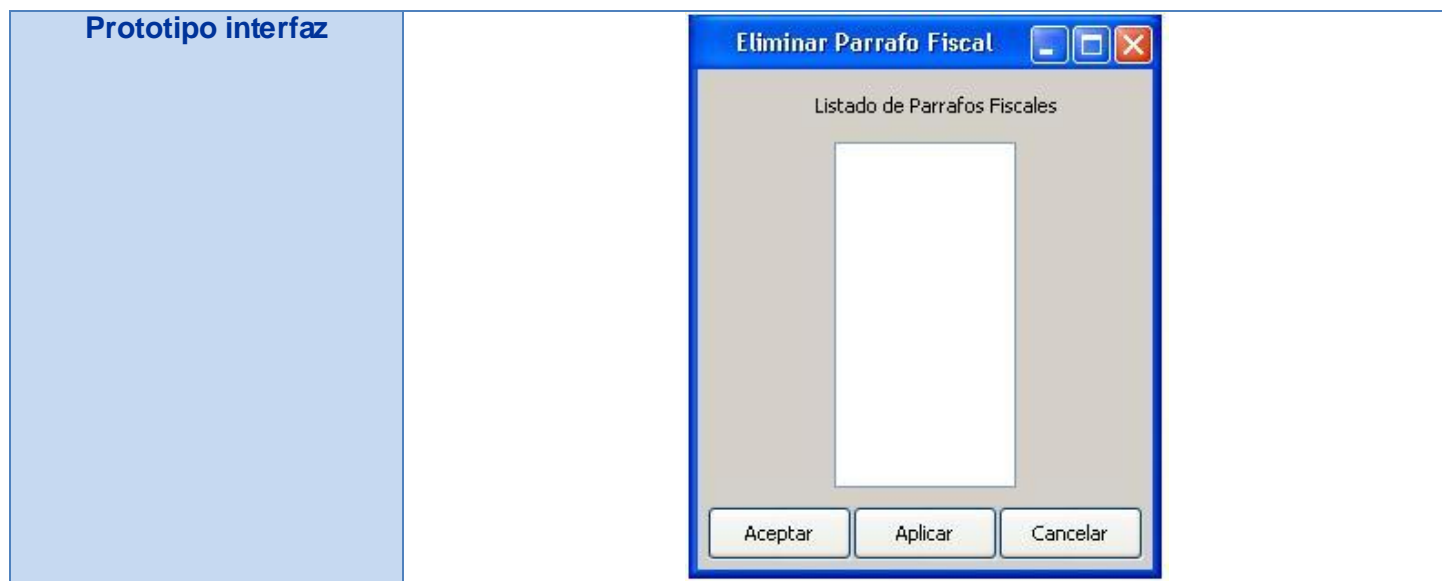 Prototipo interfaz
Eliminar Parrafo Fiscal
Listado de Parrafos Fiscales
Aceptar
Aplicar
Cancelar